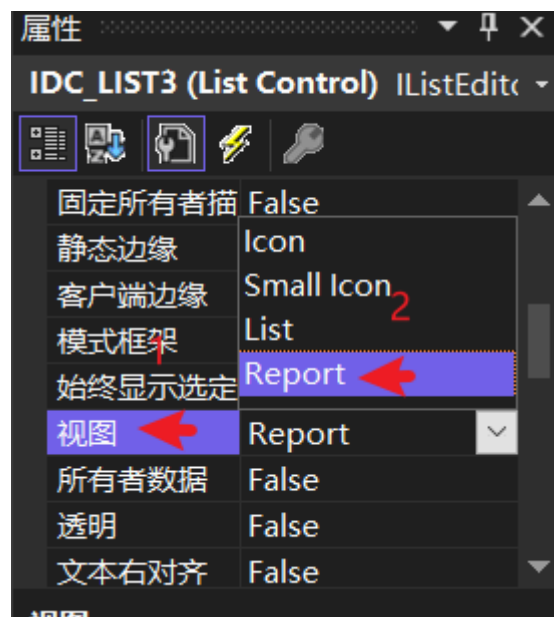 属性
IDC_LIST3 (List Control) IListEdit
固定所有者描 False
静态边缘
客户端边缘
模式框架
始终显示选定
Icon
Small Icon
List
Report
1
2
视图 Report
所有者数据 False
透明 False
文本右对齐 False
视图